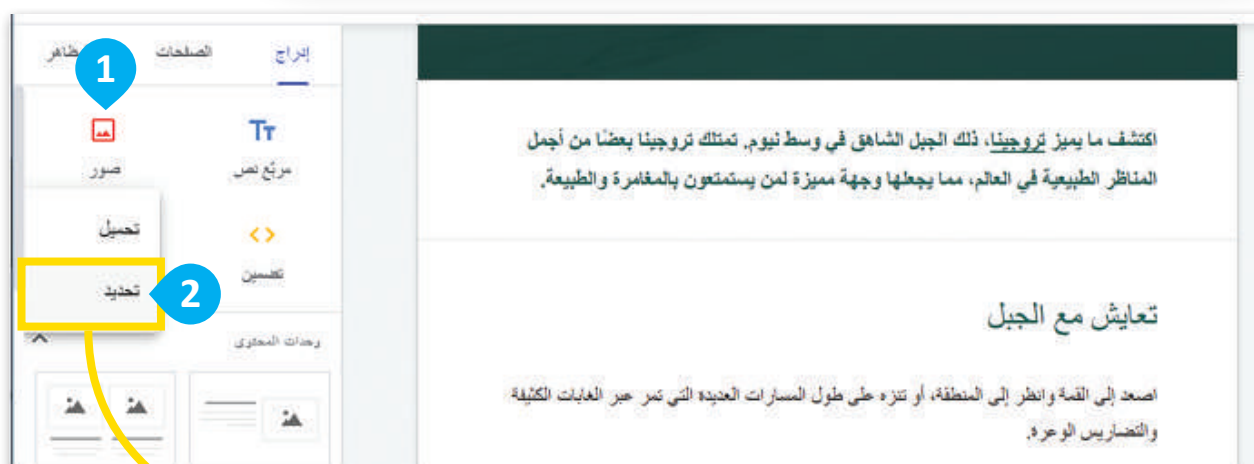 إدراج
الصفحات
1
صور
مربّع نص
تحميل
تحديد
2
تضمين
وحدات المحتوى
اكتشف ما يميز تروجينا، ذلك الجبل الشاهق في وسط نيوم. تمتلك تروجينا بعضًا من أجمل
المناظر الطبيعية في العالم، مما يجعلها وجهة مميزة لمن يستمتعون بالمغامرة والطبيعة.
تعايش مع الجبل
اصعد إلى القمة وانظر إلى المنطقة، أو تنزه على طول المسارات العديدة التي تمر عبر الغابات الكثيفة
والتضاريس الوعرة.